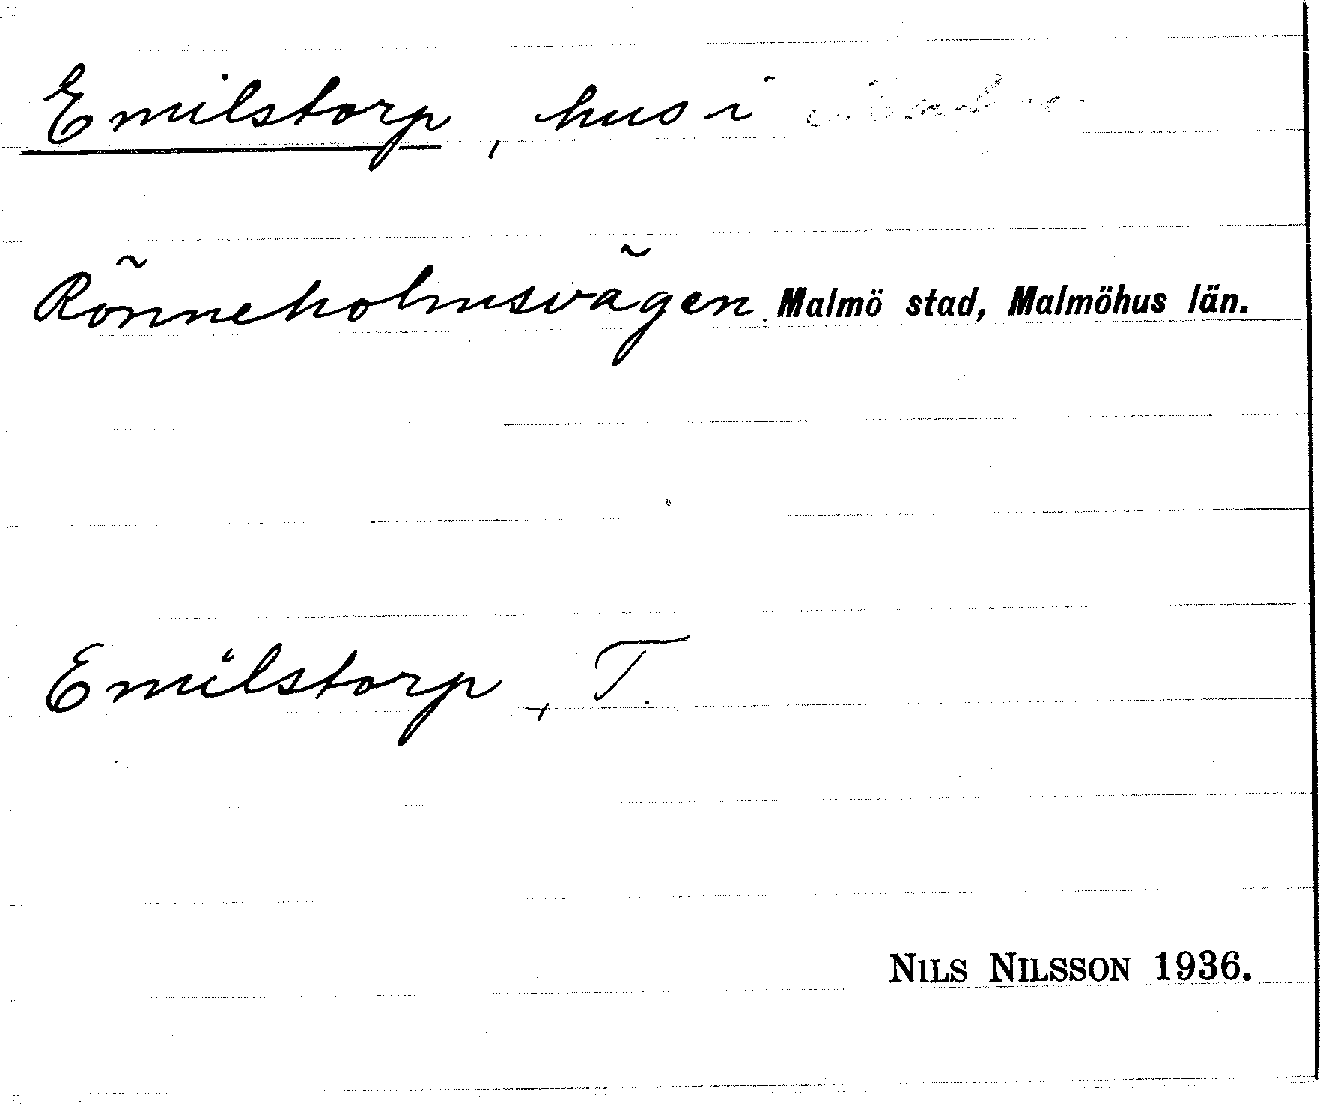 Emilstorp, hus i
Rönneholmsvägen Malmö stad, Malmöhus län.
Emilstorp, T.
NILS NILSSON 1936.